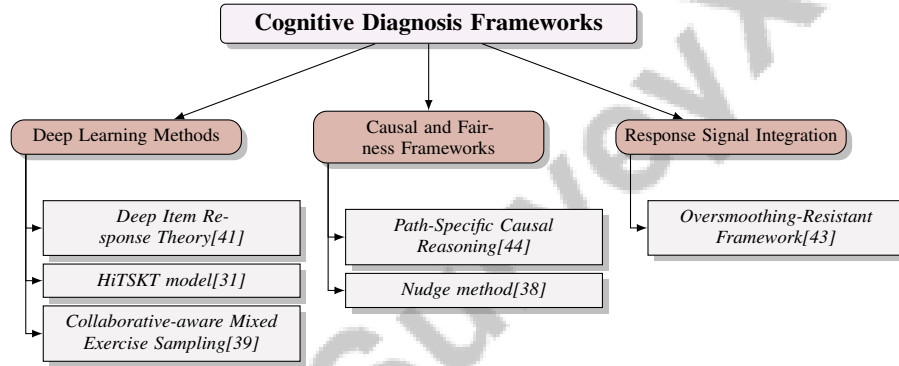 Cognitive Diagnosis Frameworks
Deep Learning Methods
Causal and Fair-
ness Frameworks
Response Signal Integration
Deep Item Re-
sponse Theory[41]
HiTSKT model[31]
Collaborative-aware Mixed
Exercise Sampling[39]
Path-Specific Causal
Reasoning[44]
Nudge method[38]
Oversmoothing-Resistant
Framework[43]
SurveyX